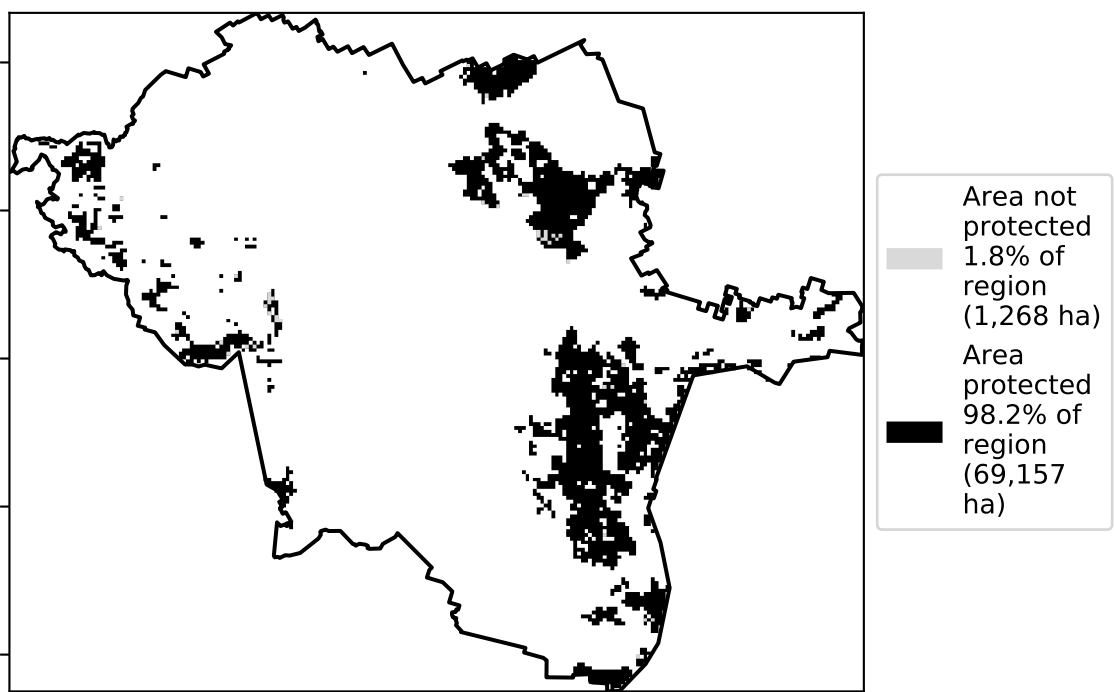 Area not
protected
1.8% of
region
(1,268 ha)
Area
protected
98.2% of
region
(69,157
ha)